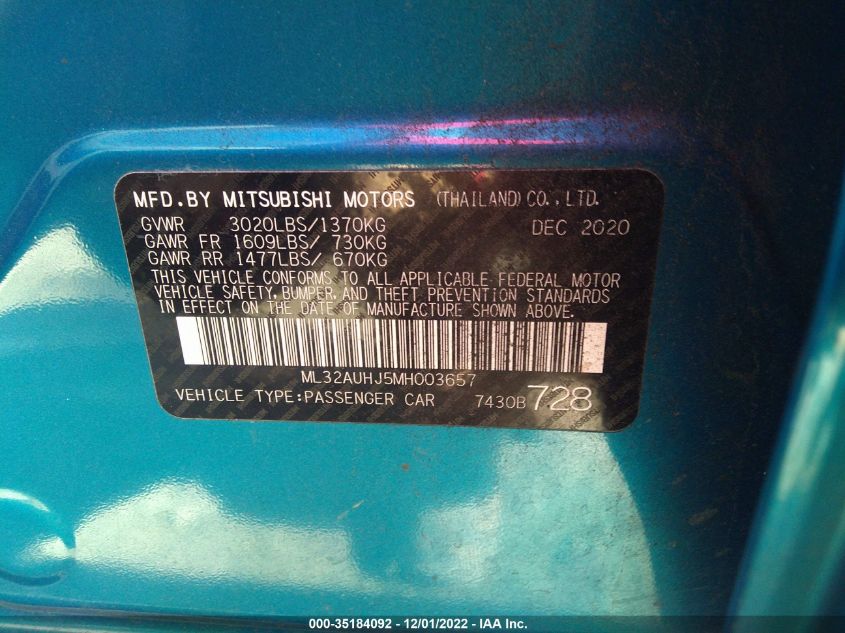 MFD.BY MITSUBISHI MOTORS (THAILAND)CO.,LTD.
GVWR 3020LBS/1370KG DEC 2020
GAWR FR 1609LBS/ 730KG
GAWR RR 1477LBS/ 670KG
THIS VEHICLE CONFORMS TO ALL APPLICABLE FEDERAL MOTOR
VEHICLE SAFETY, BUMPER, AND THEFT PREVENTION STANDARDS
IN EFFECT ON THE DATE OF MANUFACTURE SHOWN ABOVE.
ML32AUHJ5MH003657
VEHICLE TYPE:PASSENGER CAR 7430B 728
000-35184092 - 12/01/2022 - IAA Inc.